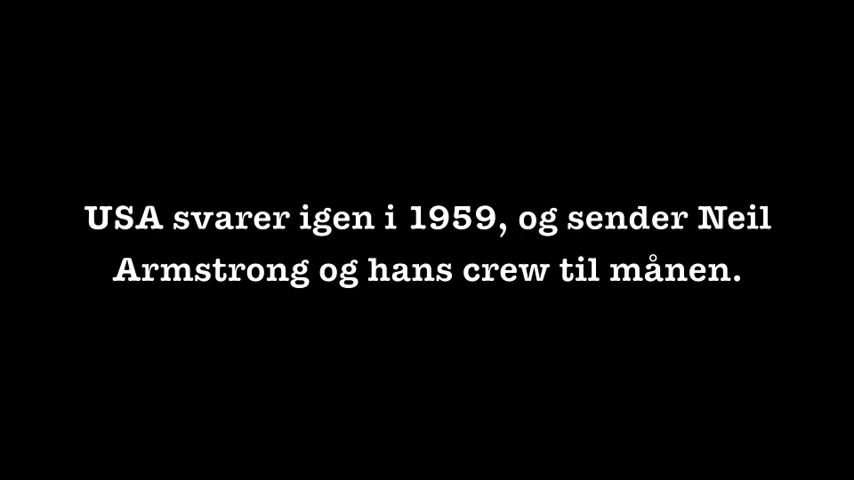 USA svarer igen i 1959, og sender Neil
Armstrong og hans crew til månen.